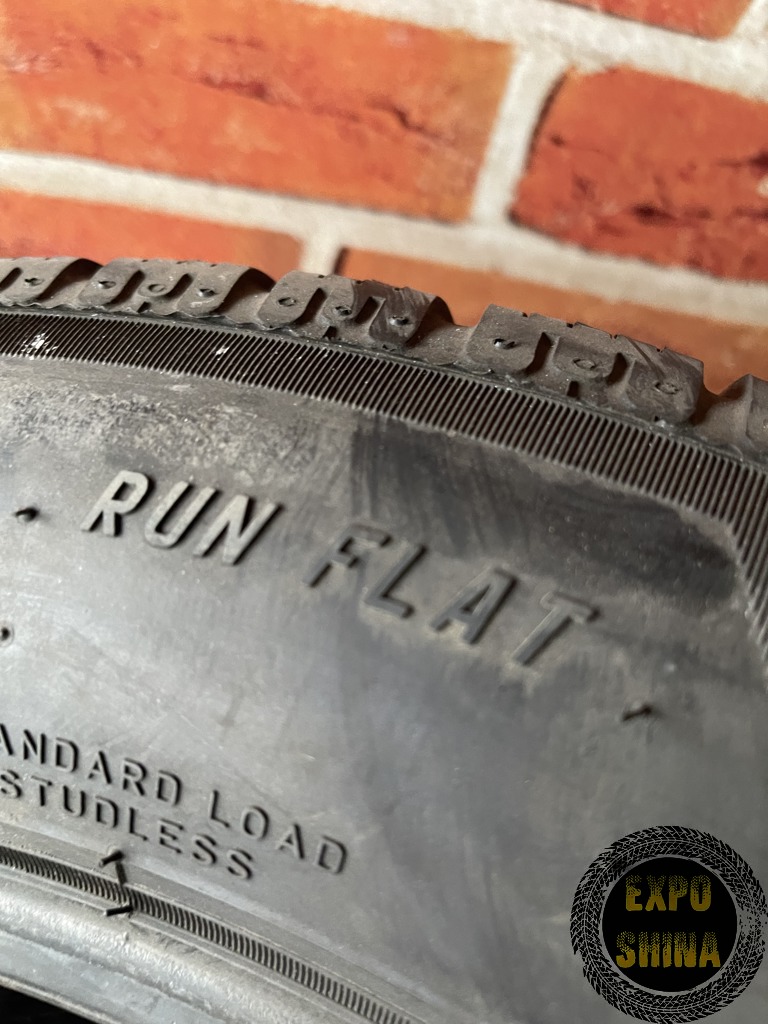 RUN FLAT
ANDARD LOAD
STUDLESS
EXPO
SHINA